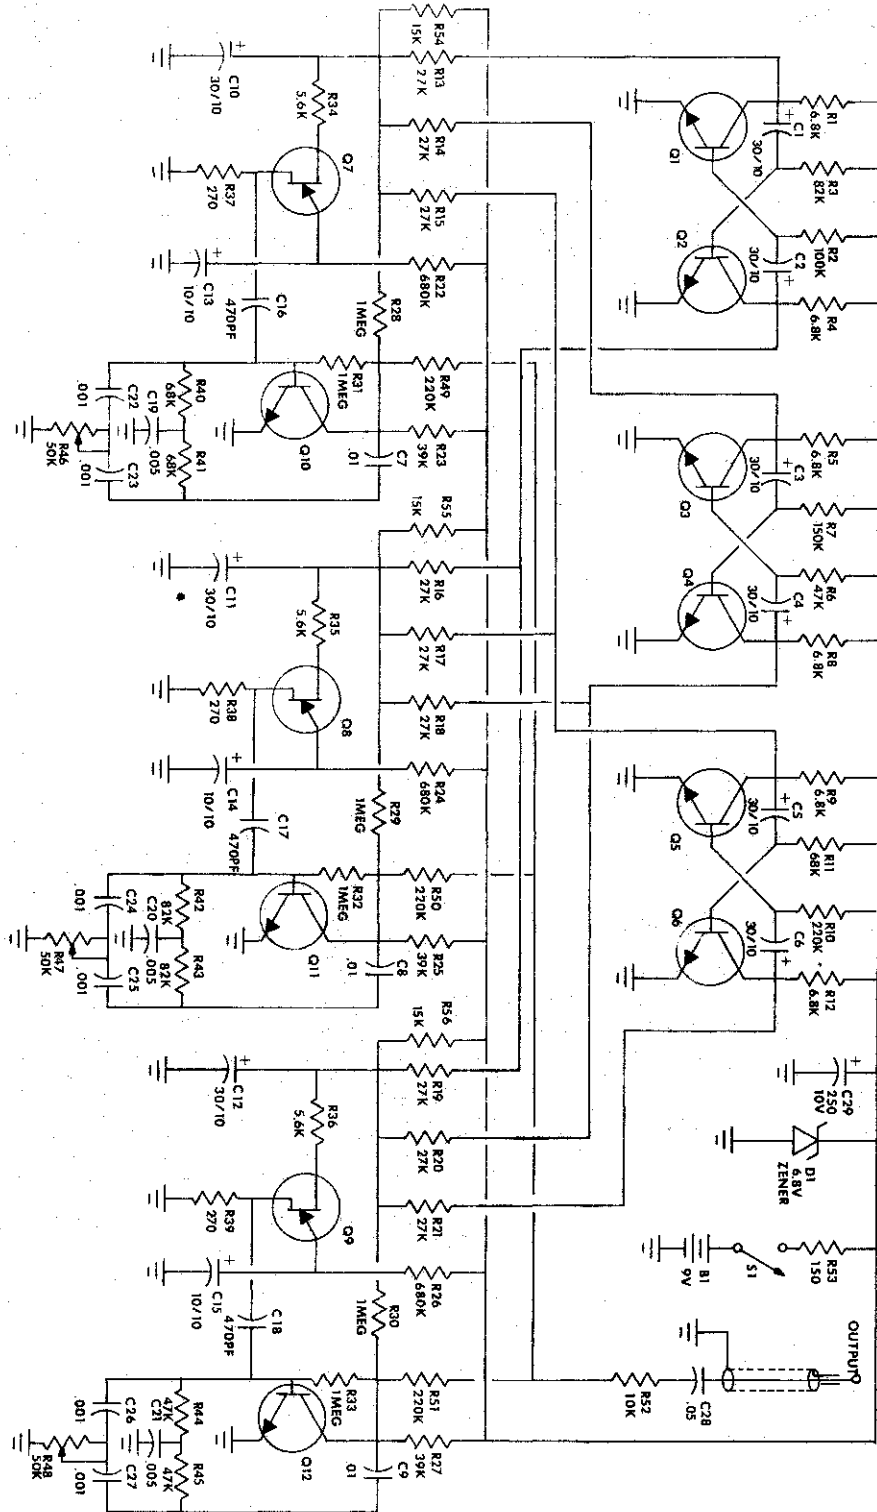 R1
6.8K
C1
+
30/10
R3
82K
R2
100K
C2
+
30/10
R4
6.8K
Q1
Q2
R5
6.8K
C3
+
30/10
R7
150K
R6
47K
C4
+
30/10
R8
6.8K
Q3
Q4
R9
6.8K
C5
+
30/10
R11
68K
R10
220K
C6
+
30/10
R12
6.8K
Q5
Q6
+
C29
250
10V
D1
6.8V
ZENER
R53
150
S1
B1
9V
OUTPUT
C28
.05
R52
10K
R54
15K
R13
27K
R14
27K
R15
27K
R22
680K
R28
1MEG
R49
220K
R31
1MEG
R23
39K
C7
.01
R34
5.6K
Q7
+
C10
30/10
R37
270
+
C13
10/10
C16
470PF
Q10
R40
68K
C19
.005
R41
68K
C22
.001
R46
50K
C23
.001
R55
15K
R16
27K
R17
27K
R18
27K
R24
680K
R29
1MEG
R50
220K
R32
1MEG
R25
39K
C8
.01
R35
5.6K
Q8
+
C11
30/10
R38
270
+
C14
10/10
C17
470PF
Q11
R42
82K
C20
.005
R43
82K
C24
.001
R47
50K
C25
.001
R56
15K
R19
27K
R20
27K
R21
27K
R26
680K
R30
1MEG
R51
220K
R33
1MEG
R27
39K
C9
.01
R36
5.6K
Q9
+
C12
30/10
R39
270
+
C15
10/10
C18
470PF
Q12
R44
47K
C21
.005
R45
47K
C26
.001
R48
50K
C27
.001